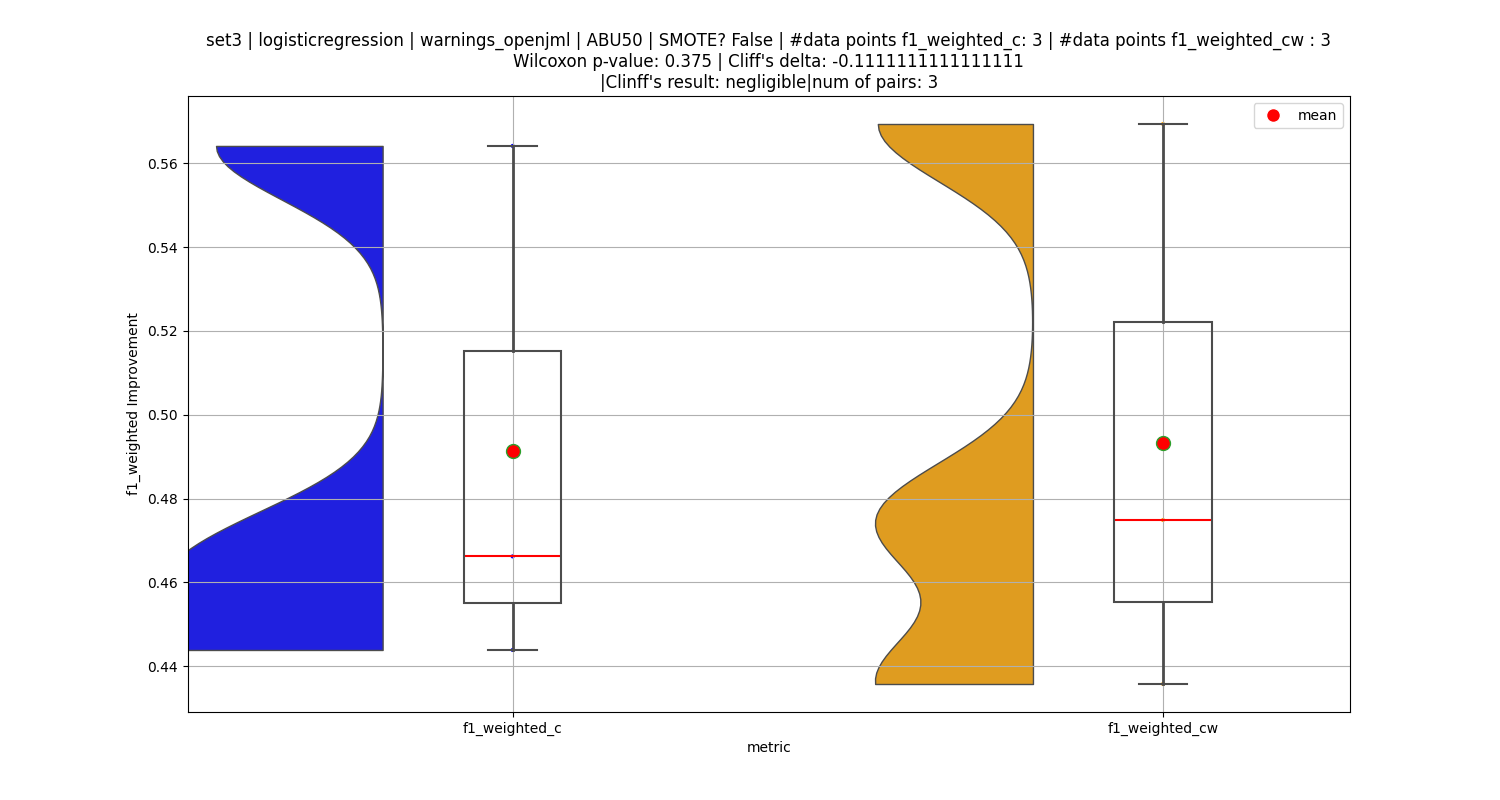 set3 | logisticregression | warnings_openjml | ABU50 | SMOTE? False | #data points f1_weighted_c: 3 | #data points f1_weighted_cw : 3
Wilcoxon p-value: 0.375 | Cliff's delta: -0.1111111111111111
|Clinff's result: negligible|num of pairs: 3
mean
0.56
0.54
0.52
0.50
0.48
0.46
0.44
f1_weighted Improvement
f1_weighted_c
f1_weighted_cw
metric